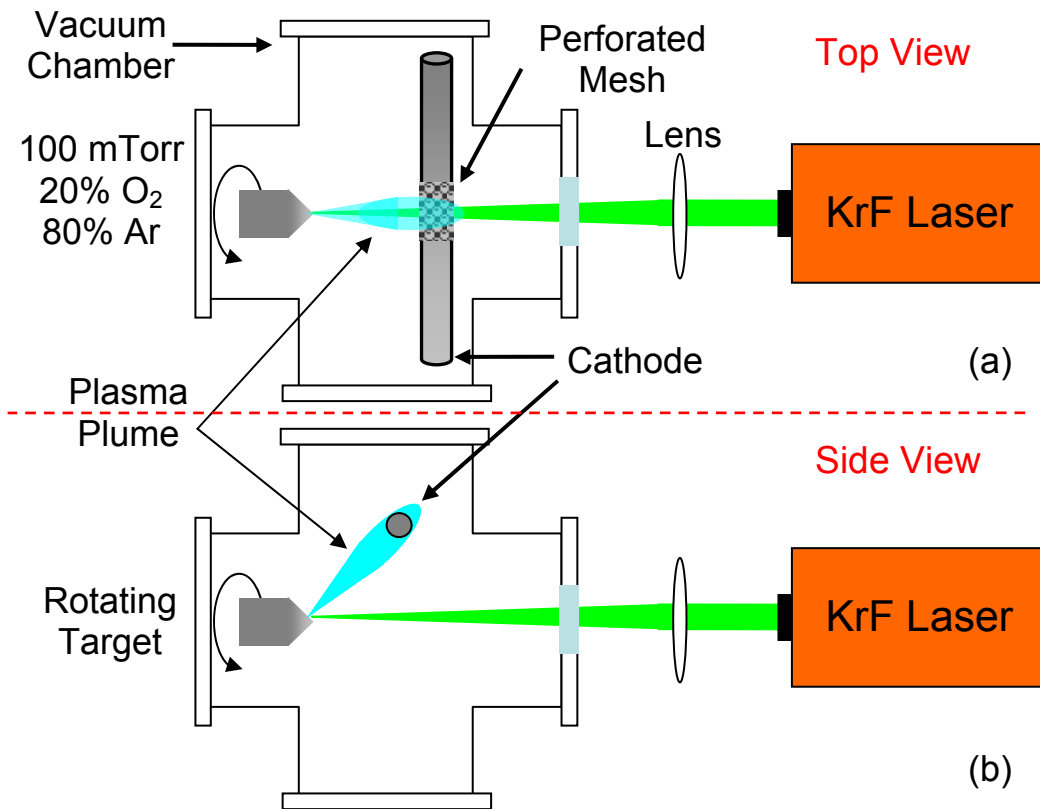 Vacuum
Chamber
Perforated
Mesh
Top View
100 mTorr
20% O₂
80% Ar
Lens
KrF Laser
Cathode
(a)
Plasma
Plume
Side View
Rotating
Target
KrF Laser
(b)